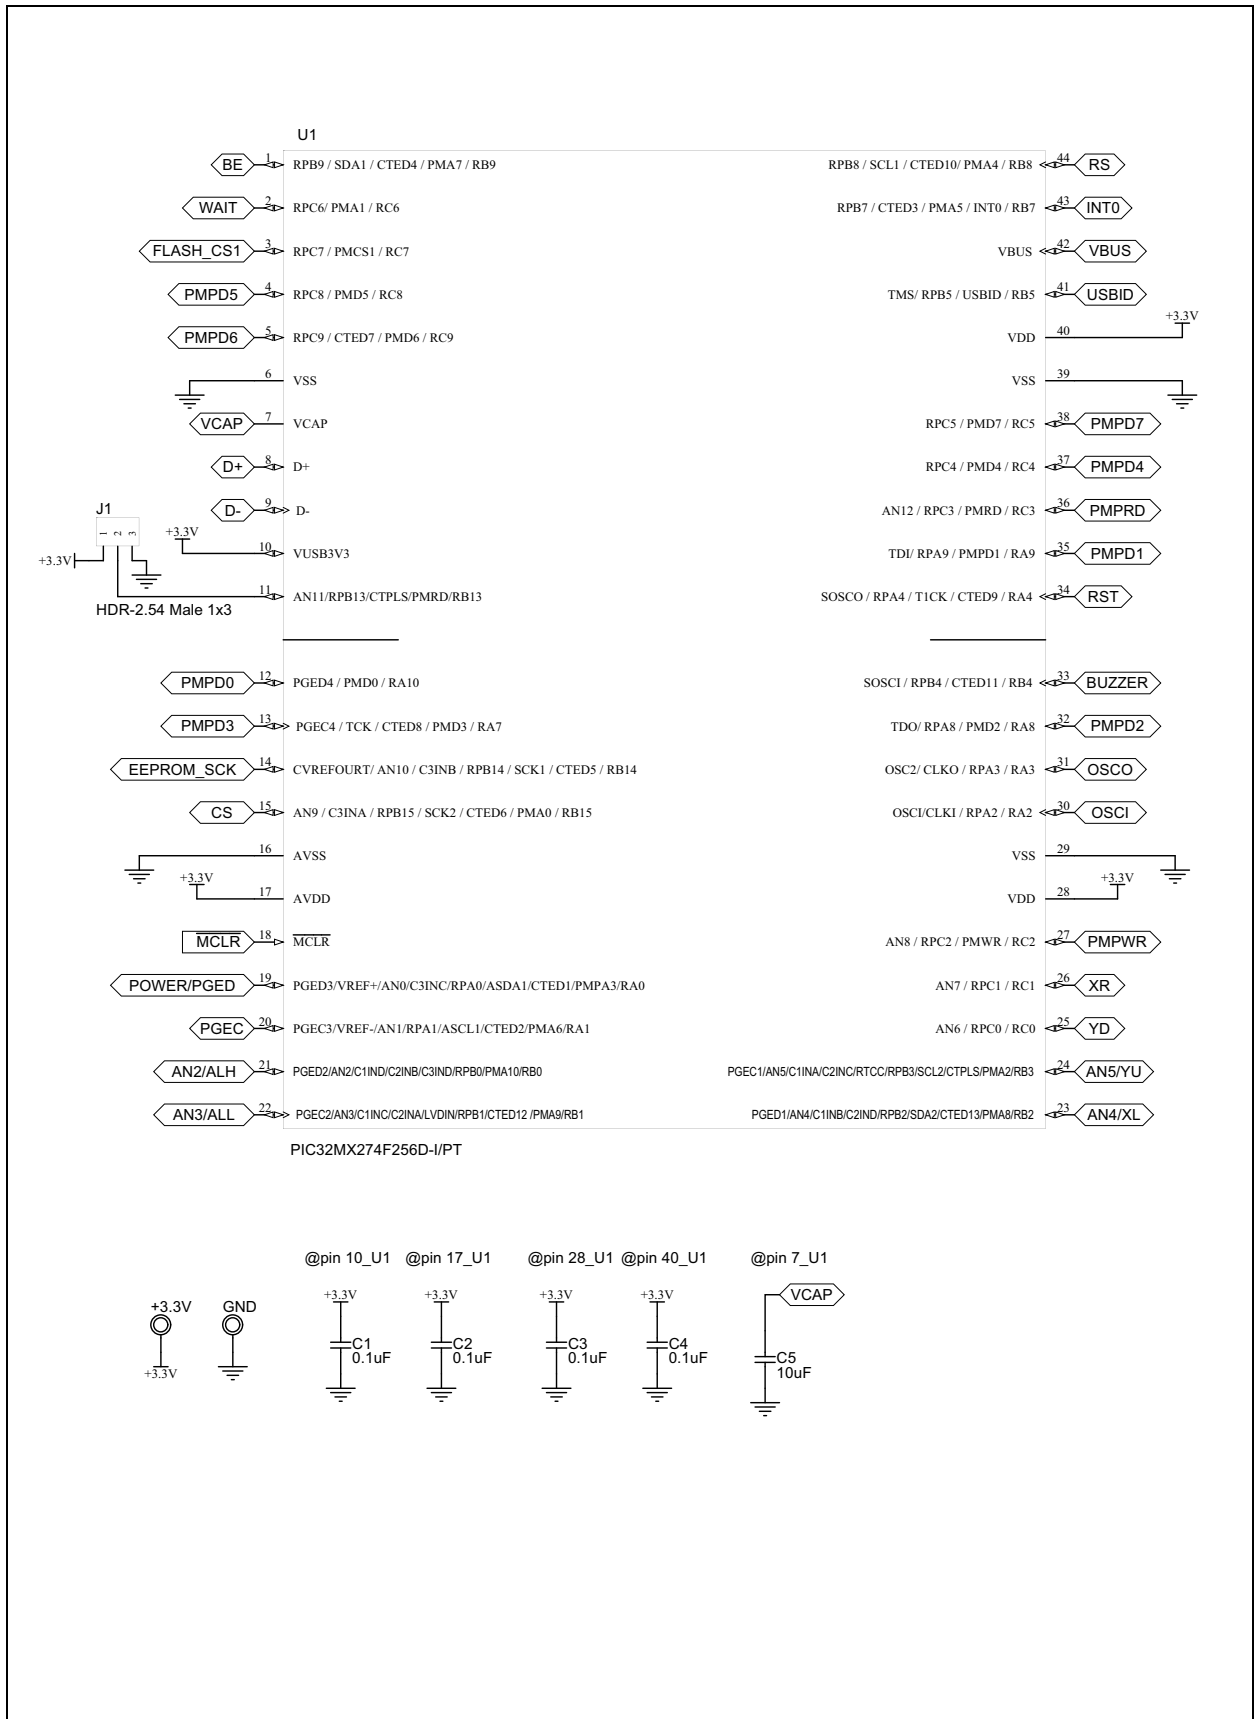 U1
BE 1 RPB9 / SDA1 / CTED4 / PMA7 / RB9 RPB8 / SCL1 / CTED10/ PMA4 / RB8 44 RS
WAIT 2 RPC6/ PMA1 / RC6 RPB7 / CTED3 / PMA5 / INT0 / RB7 43 INT0
FLASH_CS1 3 RPC7 / PMCS1 / RC7 VBUS 42 VBUS
PMPD5 4 RPC8 / PMD5 / RC8 TMS/ RPB5 / USBID / RB5 41 USBID
+3.3V
PMPD6 5 RPC9 / CTED7 / PMD6 / RC9 VDD 40
6 VSS VSS 39
VCAP 7 VCAP RPC5 / PMD7 / RC5 38 PMPD7
D+ 8 D+ RPC4 / PMD4 / RC4 37 PMPD4
J1
D- 9 D- AN12 / RPC3 / PMRD / RC3 36 PMPRD
1 2 3 +3.3V
+3.3V 10 VUSB3V3 TDI/ RPA9 / PMPD1 / RA9 35 PMPD1
11 AN11/RPB13/CTPLS/PMRD/RB13 SOSCO / RPA4 / T1CK / CTED9 / RA4 34 RST
HDR-2.54 Male 1x3
PMPD0 12 PGED4 / PMD0 / RA10 SOSCI / RPB4 / CTED11 / RB4 33 BUZZER
PMPD3 13 PGEC4 / TCK / CTED8 / PMD3 / RA7 TDO/ RPA8 / PMD2 / RA8 32 PMPD2
EEPROM_SCK 14 CVREFOURT/ AN10 / C3INB / RPB14 / SCK1 / CTED5 / RB14 OSC2/ CLKO / RPA3 / RA3 31 OSCO
CS 15 AN9 / C3INA / RPB15 / SCK2 / CTED6 / PMA0 / RB15 OSCI/CLKI / RPA2 / RA2 30 OSCI
16 AVSS VSS 29
+3.3V +3.3V
17 AVDD VDD 28
MCLR 18 MCLR AN8 / RPC2 / PMWR / RC2 27 PMPWR
POWER/PGED 19 PGED3/VREF+/AN0/C3INC/RPA0/ASDA1/CTED1/PMPA3/RA0 AN7 / RPC1 / RC1 26 XR
PGEC 20 PGEC3/VREF-/AN1/RPA1/ASCL1/CTED2/PMA6/RA1 AN6 / RPC0 / RC0 25 YD
AN2/ALH 21 PGED2/AN2/C1IND/C2INB/C3IND/RPB0/PMA10/RB0 PGEC1/AN5/C1INA/C2INC/RTCC/RPB3/SCL2/CTPLS/PMA2/RB3 24 AN5/YU
AN3/ALL 22 PGEC2/AN3/C1INC/C2INA/LVDIN/RPB1/CTED12 /PMA9/RB1 PGED1/AN4/C1INB/C2IND/RPB2/SDA2/CTED13/PMA8/RB2 23 AN4/XL
PIC32MX274F256D-I/PT
@pin 10_U1 @pin 17_U1 @pin 28_U1 @pin 40_U1 @pin 7_U1
+3.3V +3.3V +3.3V +3.3V VCAP
+3.3V GND
C1 C2 C3 C4 C5
0.1uF 0.1uF 0.1uF 0.1uF 10uF
+3.3V